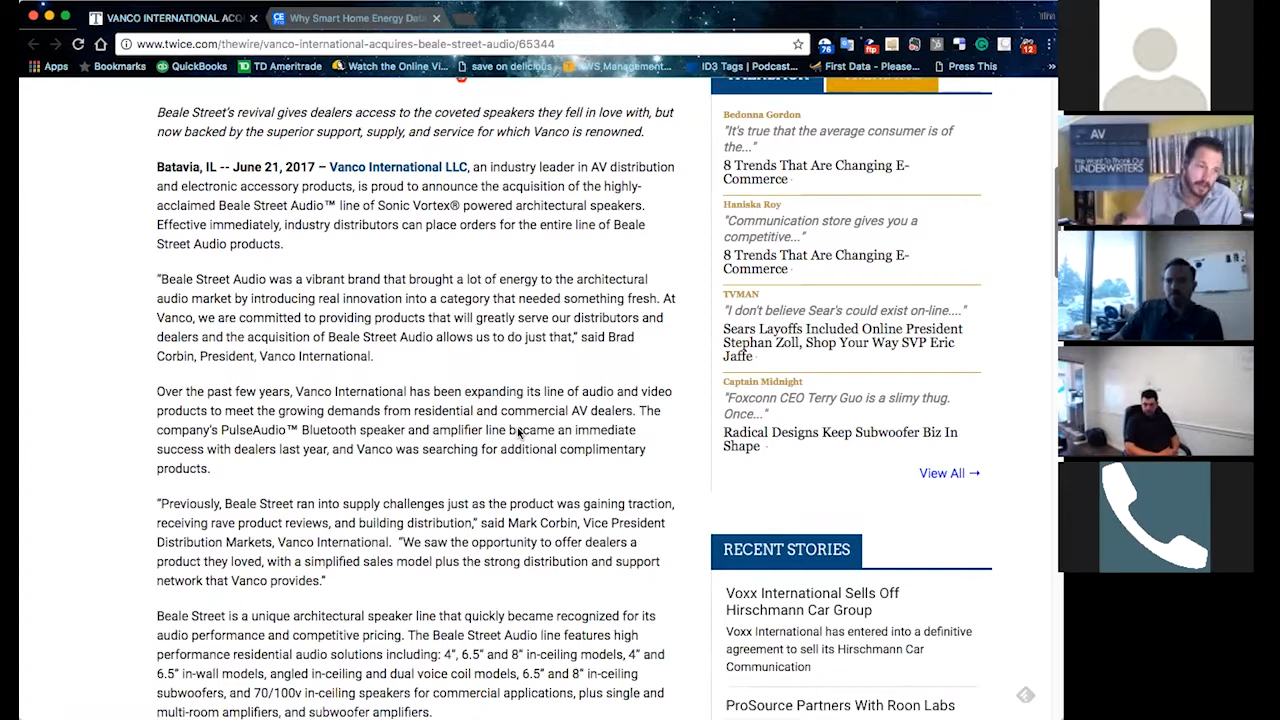 VANCO INTERNATIONAL ACQ
Why Smart Home Energy Data
www.twice.com/thewire/vanco-international-acquires-beale-street-audio/65344
76
ftp
12
Apps
Bookmarks
QuickBooks
TD Ameritrade
Watch the Online Vi...
save on delicious
WS_Management...
ID3 Tags | Podcast...
First Data - Please...
Press This
»
Beale Street's revival gives dealers access to the coveted speakers they fell in love with, but
now backed by the superior support, supply, and service for which Vanco is renowned.
Batavia, IL -- June 21, 2017 – Vanco International LLC, an industry leader in AV distribution
and electronic accessory products, is proud to announce the acquisition of the highly-
acclaimed Beale Street Audio™ line of Sonic Vortex® powered architectural speakers.
Effective immediately, industry distributors can place orders for the entire line of Beale
Street Audio products.
"Beale Street Audio was a vibrant brand that brought a lot of energy to the architectural
audio market by introducing real innovation into a category that needed something fresh. At
Vanco, we are committed to providing products that will greatly serve our distributors and
dealers and the acquisition of Beale Street Audio allows us to do just that," said Brad
Corbin, President, Vanco International.
Over the past few years, Vanco International has been expanding its line of audio and video
products to meet the growing demands from residential and commercial AV dealers. The
company's PulseAudio™ Bluetooth speaker and amplifier line became an immediate
success with dealers last year, and Vanco was searching for additional complimentary
products.
"Previously, Beale Street ran into supply challenges just as the product was gaining traction,
receiving rave product reviews, and building distribution," said Mark Corbin, Vice President
Distribution Markets, Vanco International. "We saw the opportunity to offer dealers a
product they loved, with a simplified sales model plus the strong distribution and support
network that Vanco provides."
Beale Street is a unique architectural speaker line that quickly became recognized for its
audio performance and competitive pricing. The Beale Street Audio line features high
performance residential audio solutions including: 4", 6.5" and 8" in-ceiling models, 4" and
6.5" in-wall models, angled in-ceiling and dual voice coil models, 6.5" and 8" in-ceiling
subwoofers, and 70/100v in-ceiling speakers for commercial applications, plus single and
multi-room amplifiers, and subwoofer amplifiers.
Bedonna Gordon
"It's true that the average consumer is of
the..."
8 Trends That Are Changing E-
Commerce
Haniska Roy
"Communication store gives you a
competitive..."
8 Trends That Are Changing E-
Commerce
TVMAN
"I don't believe Sear's could exist on-line...."
Sears Layoffs Included Online President
Stephan Zoll, Shop Your Way SVP Eric
Jaffe
Captain Midnight
"Foxconn CEO Terry Guo is a slimy thug.
Once..."
Radical Designs Keep Subwoofer Biz In
Shape
View All →
RECENT STORIES
Voxx International Sells Off
Hirschmann Car Group
Voxx International has entered into a definitive
agreement to sell its Hirschmann Car
Communication
ProSource Partners With Roon Labs
AV
We Want To Thank Our
UNDERWRITERS